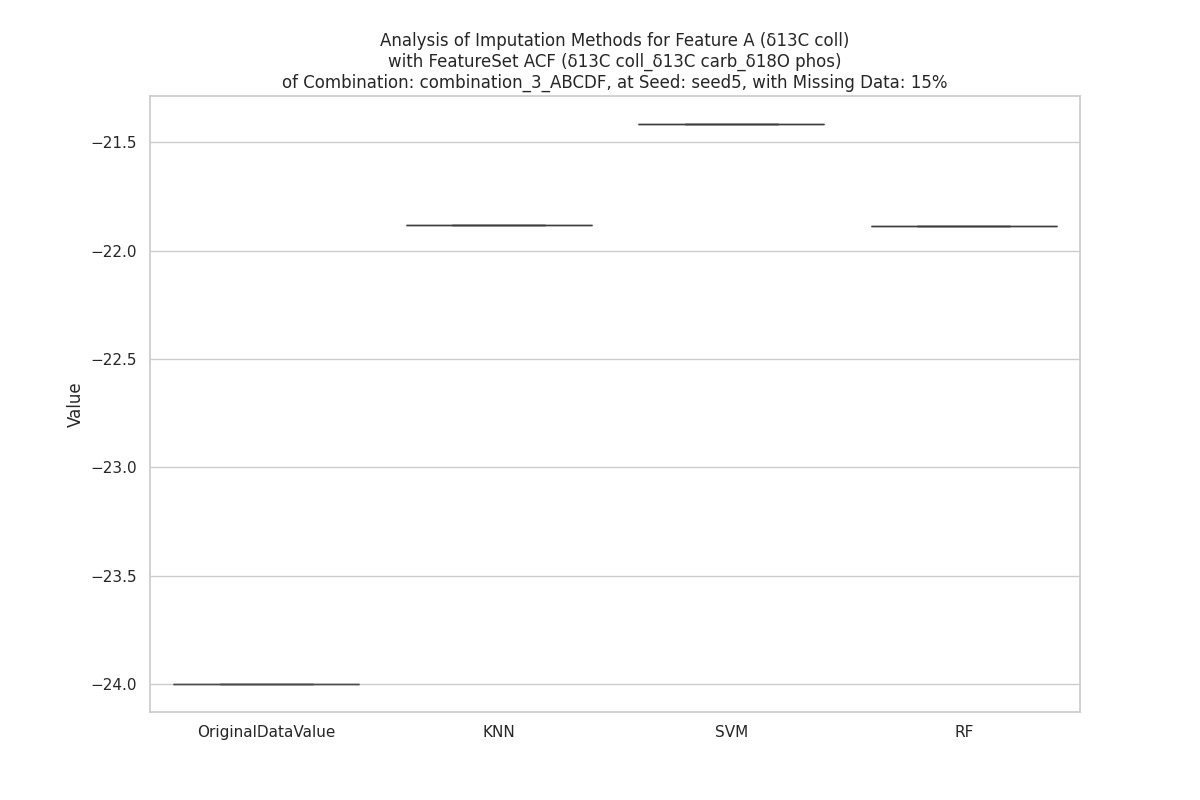 Analysis of Imputation Methods for Feature A (δ13C coll)
with FeatureSet ACF (δ13C coll_δ13C carb_δ18O phos)
of Combination: combination_3_ABCDF, at Seed: seed5, with Missing Data: 15%
−21.5
−22.0
−22.5
−23.0
−23.5
−24.0
Value
OriginalDataValue KNN SVM RF